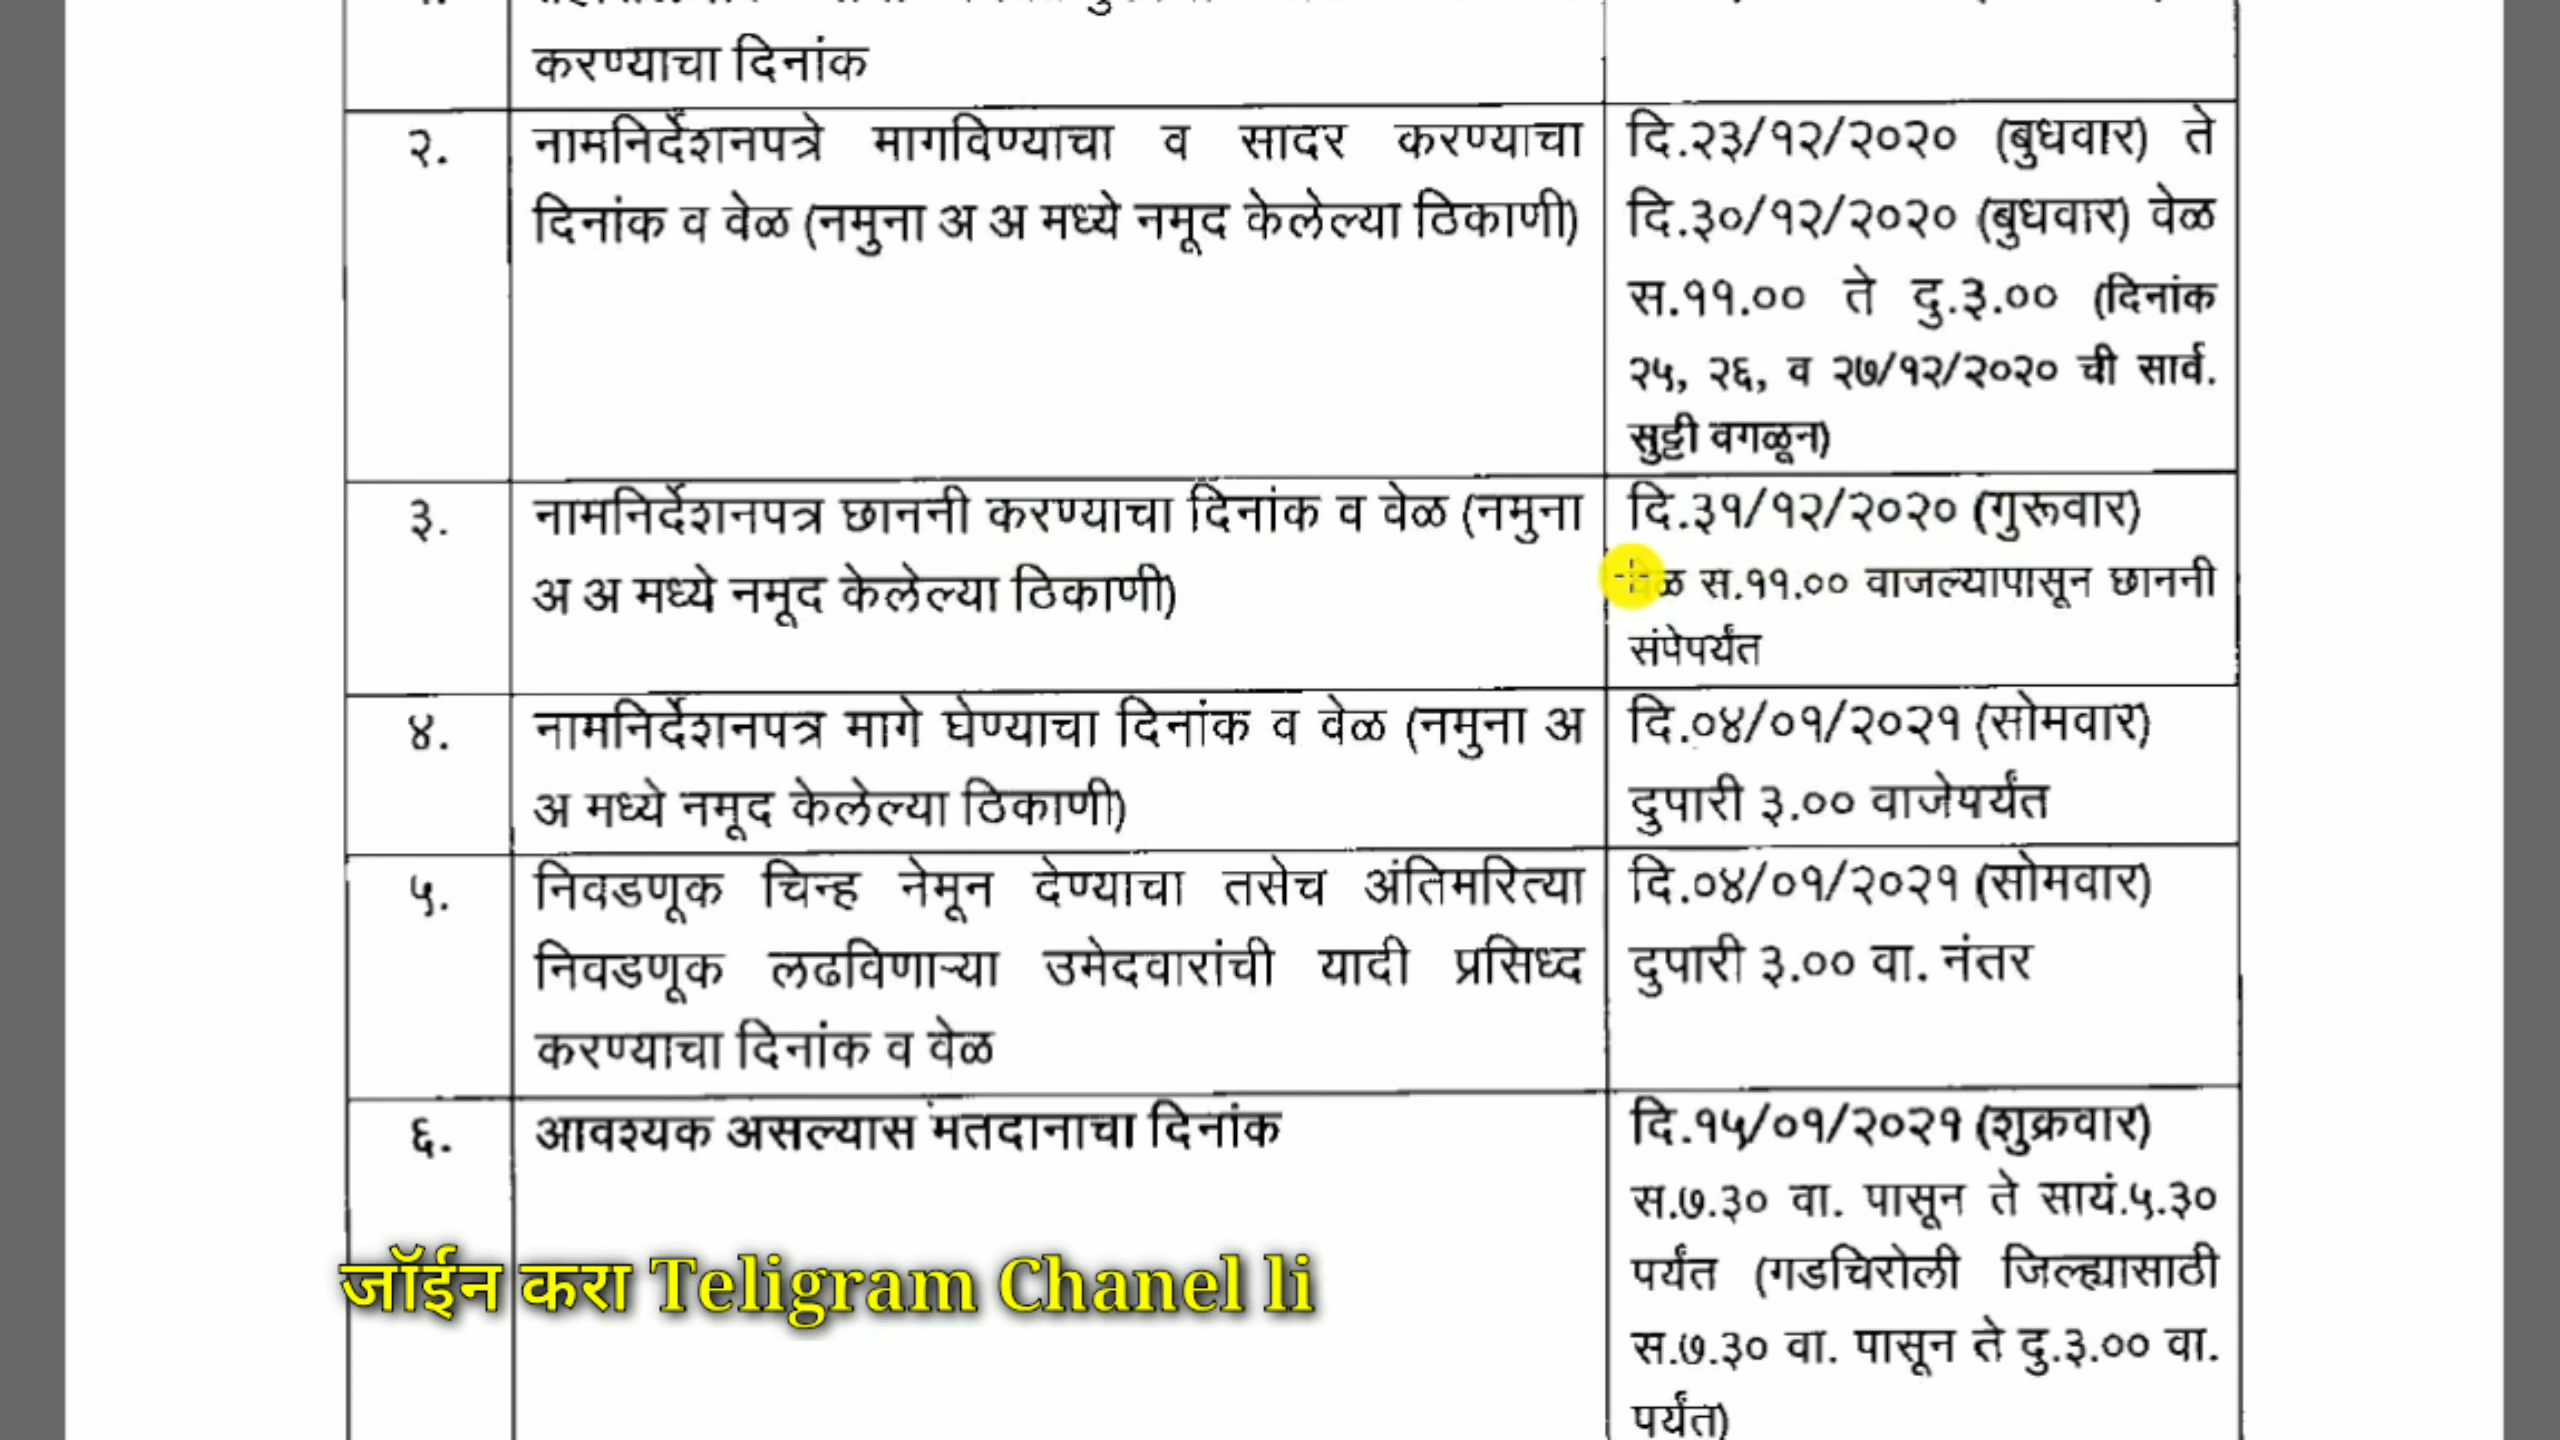 करण्याचा दिनांक
२. नामनिर्देशनपत्रे मागविण्याचा व सादर करण्याचा
दिनांक व वेळ (नमुना अ अ मध्ये नमूद केलेल्या ठिकाणी)
दि.२३/१२/२०२० (बुधवार) ते
दि.३०/१२/२०२० (बुधवार) वेळ
स.११.०० ते दु.३.०० (दिनांक
२५, २६, व २७/१२/२०२० ची सार्व.
सुट्टी वगळून)
३. नामनिर्देशनपत्र छाननी करण्याचा दिनांक व वेळ (नमुना
अ अ मध्ये नमूद केलेल्या ठिकाणी)
दि.३१/१२/२०२० (गुरूवार)
वेळ स.११.०० वाजल्यापासून छाननी
संपेपर्यंत
४. नामनिर्देशनपत्र मागे घेण्याचा दिनांक व वेळ (नमुना अ
अ मध्ये नमूद केलेल्या ठिकाणी)
दि.०४/०१/२०२१ (सोमवार)
दुपारी ३.०० वाजेपर्यंत
५. निवडणूक चिन्ह नेमून देण्याचा तसेच अंतिमरित्या
निवडणूक लढविणाऱ्या उमेदवारांची यादी प्रसिध्द
करण्याचा दिनांक व वेळ
दि.०४/०१/२०२१ (सोमवार)
दुपारी ३.०० वा. नंतर
६. आवश्यक असल्यास मतदानाचा दिनांक
दि.१५/०१/२०२१ (शुक्रवार)
स.७.३० वा. पासून ते सायं.५.३०
पर्यंत (गडचिरोली जिल्ह्यासाठी
स.७.३० वा. पासून ते दु.३.०० वा.
पर्यंत)
जॉईन करा Teligram Chanel li